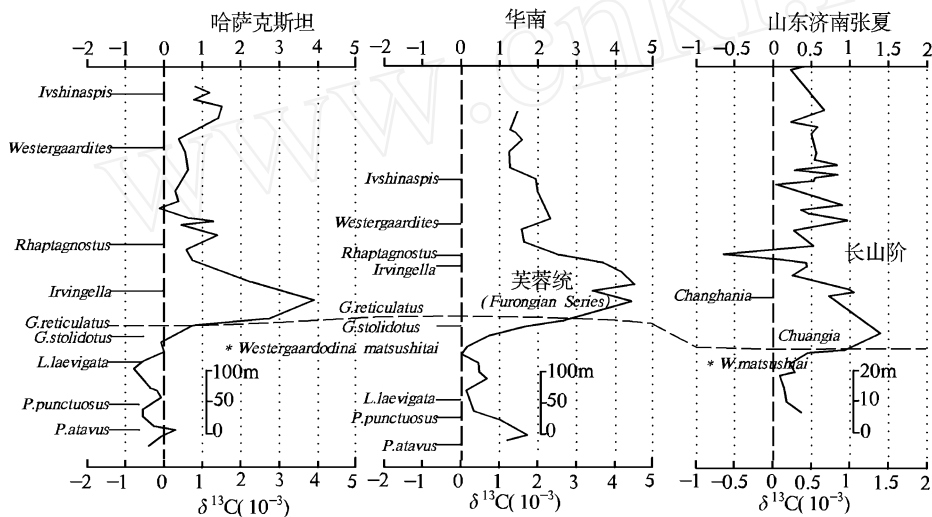 哈萨克斯坦
华南
山东济南张夏
−2 −1 0 1 2 3 4 5
−2 −1 0 1 2 3 4 5
−1 −0.5 0 0.5 1 1.5 2
Ivshinaspis
Westergaardites
Rhaptagnostus
Irvingella
G.reticulatus
G.stolidotus
L.laevigata
P.punctuosus
P.atavus
100m
50
0
* Westergaardodina matsushitai
Ivshinaspis
Westergaardites
Rhaptagnostus
Irvingella
芙蓉统
(Furongian Series)
G.reticulatus
G.stolidotus
L.laevigata
P.punctuosus
P.atavus
100m
50
0
长山阶
Changhania
Chuangia
* W.matsushtai
20m
10
0
−2 −1 0 1 2 3 4 5
−2 −1 0 1 2 3 4 5
−1 −0.5 0 0.5 1 1.5 2
δ13C(10−3)
δ13C(10−3)
δ13C(10−3)
www.cnki